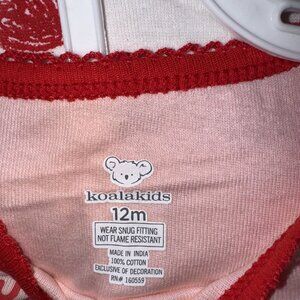 koalakids
12m
WEAR SNUG FITTING
NOT FLAME RESISTANT
MADE IN INDIA
100% COTTON
EXCLUSIVE OF DECORATION
RN# 160559